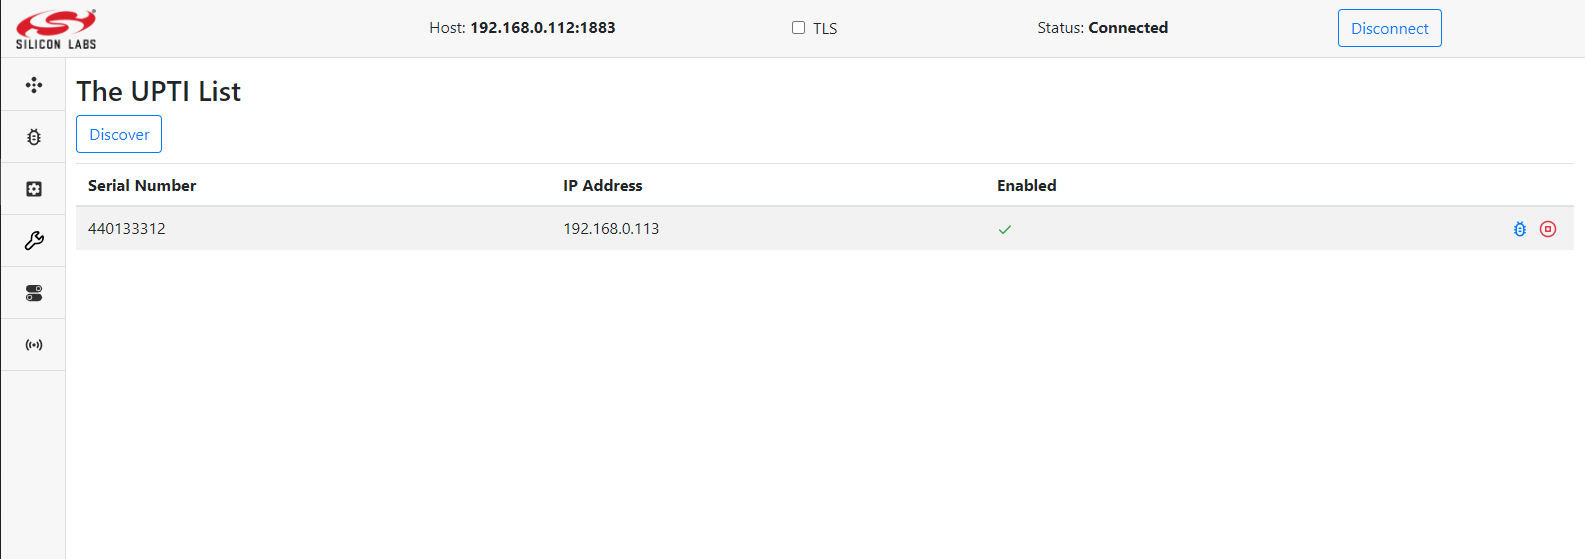 SILICON LABS
Host: 192.168.0.112:1883
TLS
Status: Connected
Disconnect
The UPTI List
Discover
Serial Number IP Address Enabled
440133312 192.168.0.113